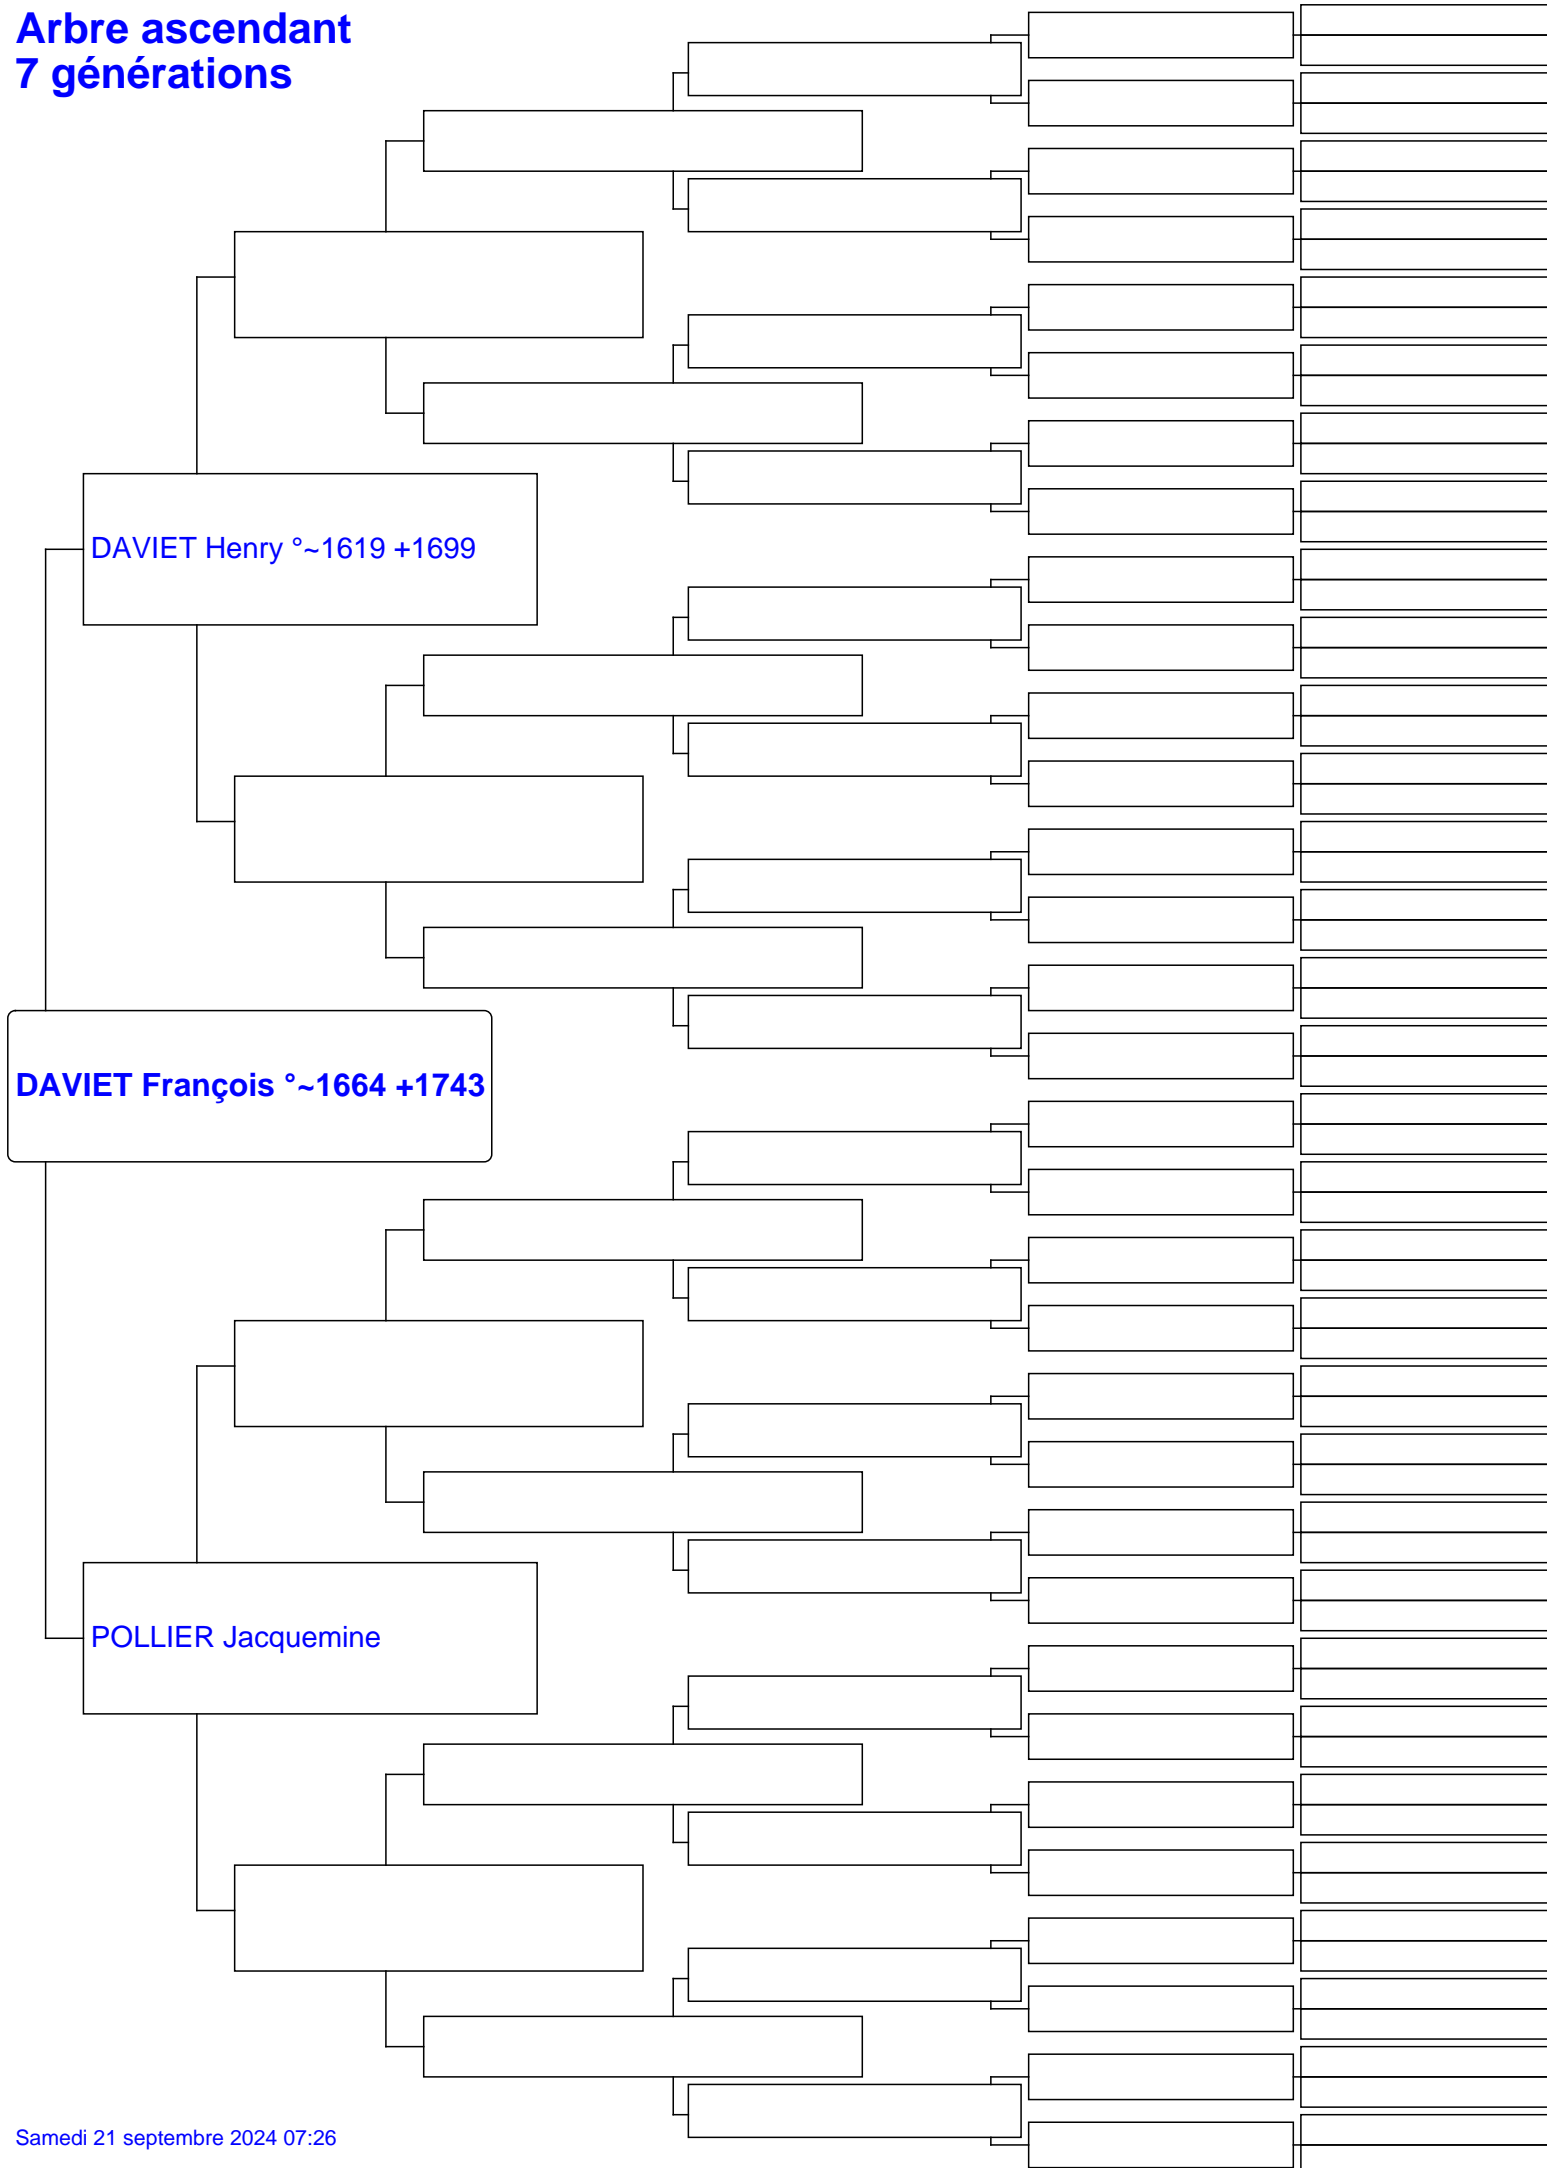 Arbre ascendant
7 générations
DAVIET Henry °~1619 +1699
DAVIET François °~1664 +1743
POLLIER Jacquemine
Samedi 21 septembre 2024 07:26